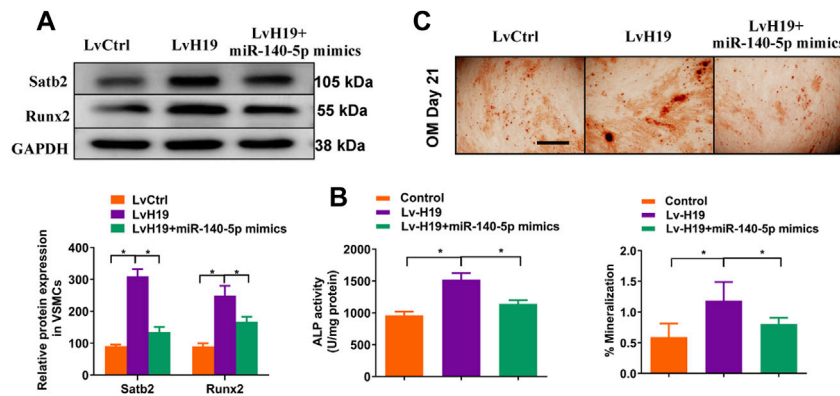 A
LvCtrl
LvH19
LvH19+
miR-140-5p mimics
Satb2
105 kDa
Runx2
55 kDa
GAPDH
38 kDa
LvCtrl
LvH19
LvH19+miR-140-5p mimics
Relative protein expression
in VSMCs
400
300
200
100
0
* * * *
Satb2
Runx2
C
LvCtrl
LvH19
LvH19+
miR-140-5p mimics
OM Day 21
B
Control
Lv-H19
Lv-H19+miR-140-5p mimics
ALP activity
(U/mg protein)
2000
1500
1000
500
0
* *
Control
Lv-H19
Lv-H19+miR-140-5p mimics
% Mineralization
2.0
1.5
1.0
0.5
0.0
* *